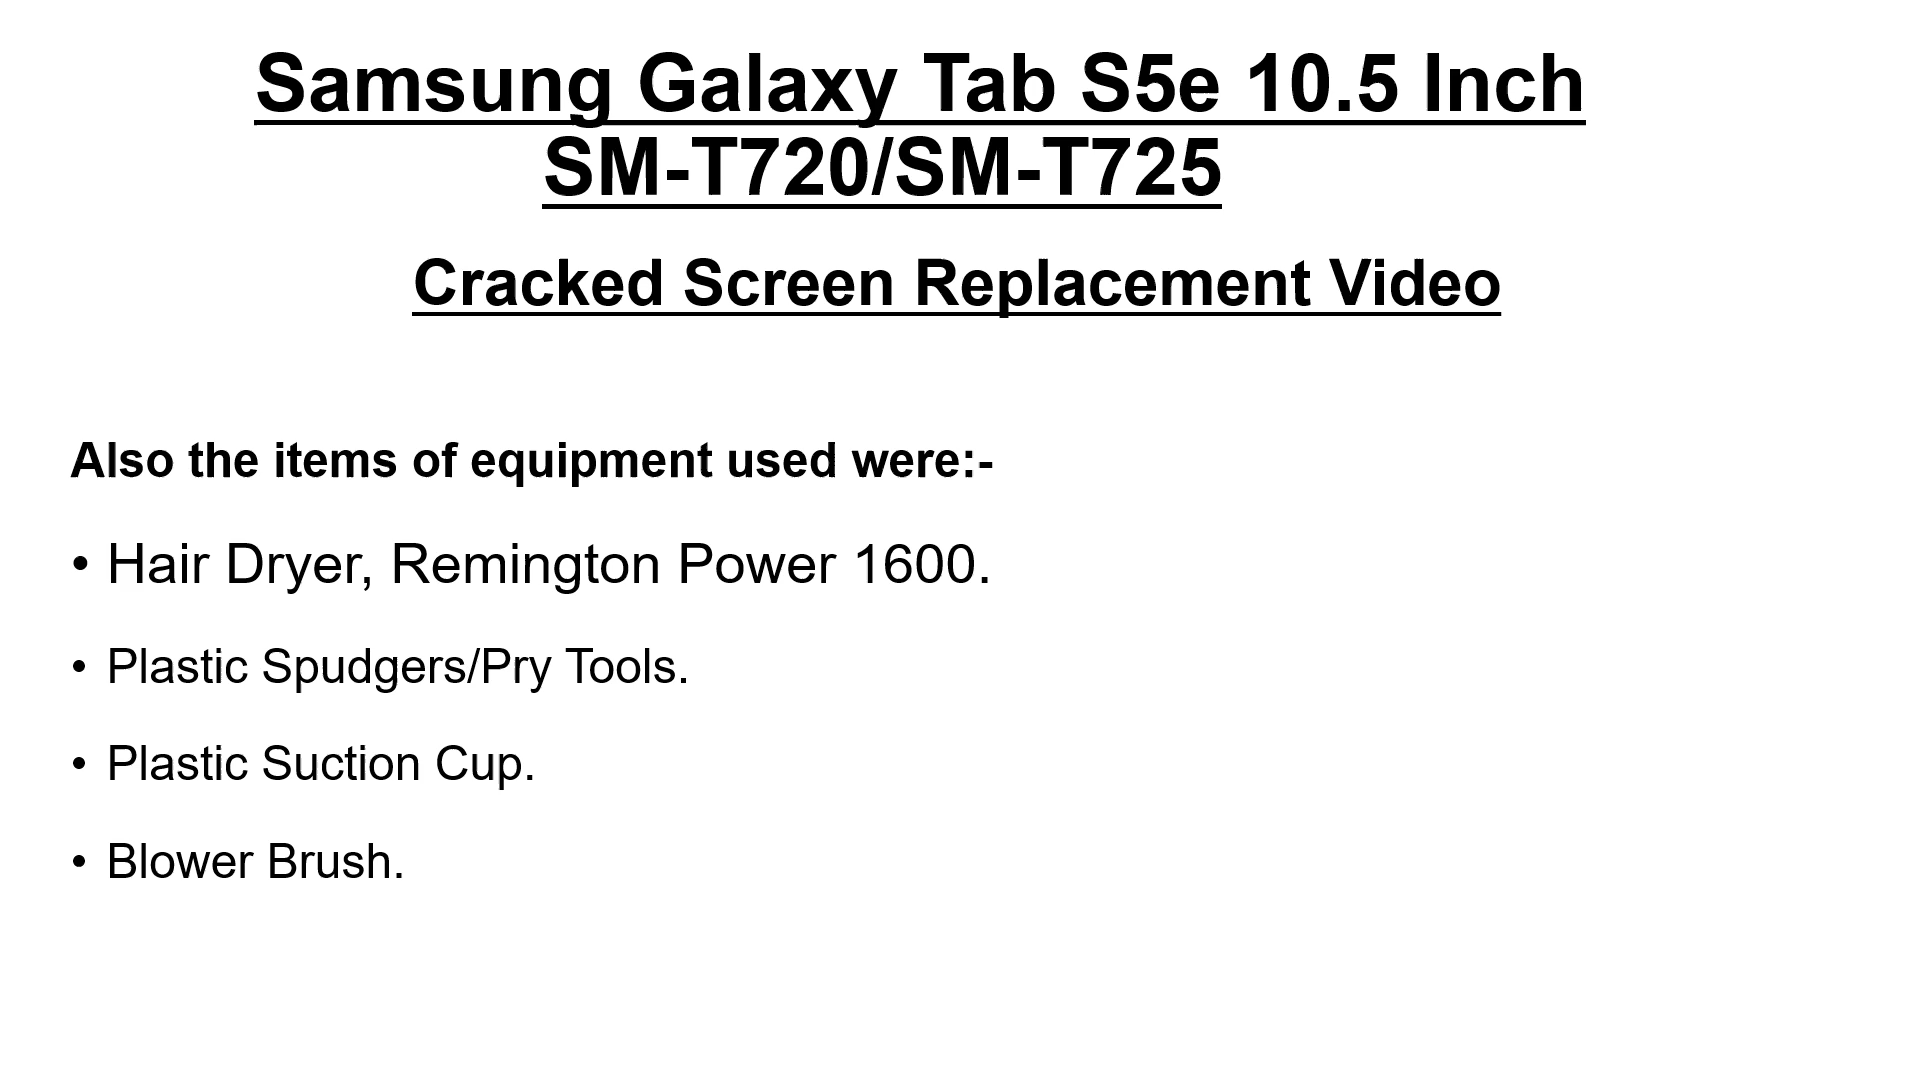 Samsung Galaxy Tab S5e 10.5 Inch
SM-T720/SM-T725
Cracked Screen Replacement Video
Also the items of equipment used were:-
• Hair Dryer, Remington Power 1600.
• Plastic Spudgers/Pry Tools.
• Plastic Suction Cup.
• Blower Brush.